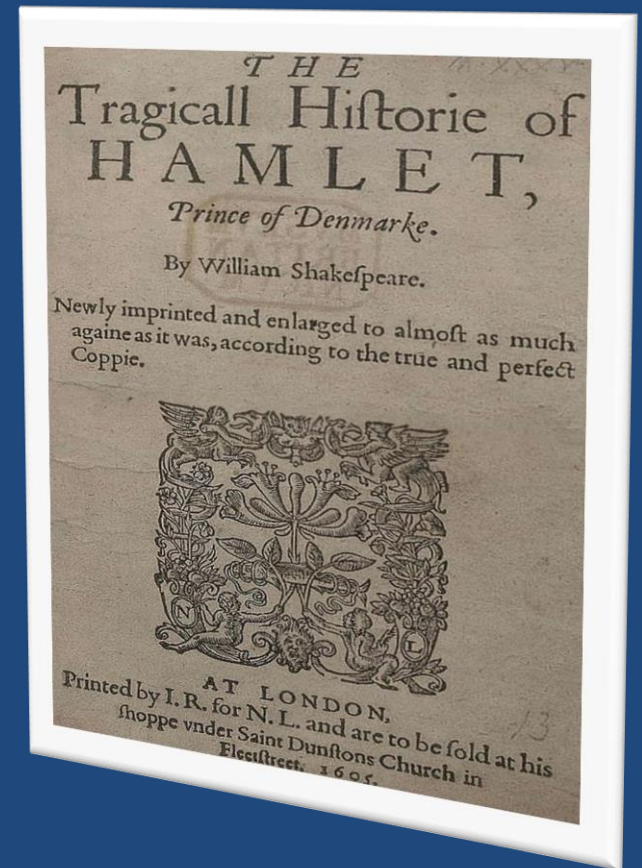 THE
Tragicall Hiſtorie of
HAMLET,
Prince of Denmarke.
By William Shakeſpeare.
Newly imprinted and enlarged to almoſt as much
againe as it was, according to the true and perfect
Coppie.
N L
AT LONDON,
Printed by I. R. for N. L. and are to be ſold at his
ſhoppe vnder Saint Dunſtons Church in
Fleetſtreet. 1605.
13